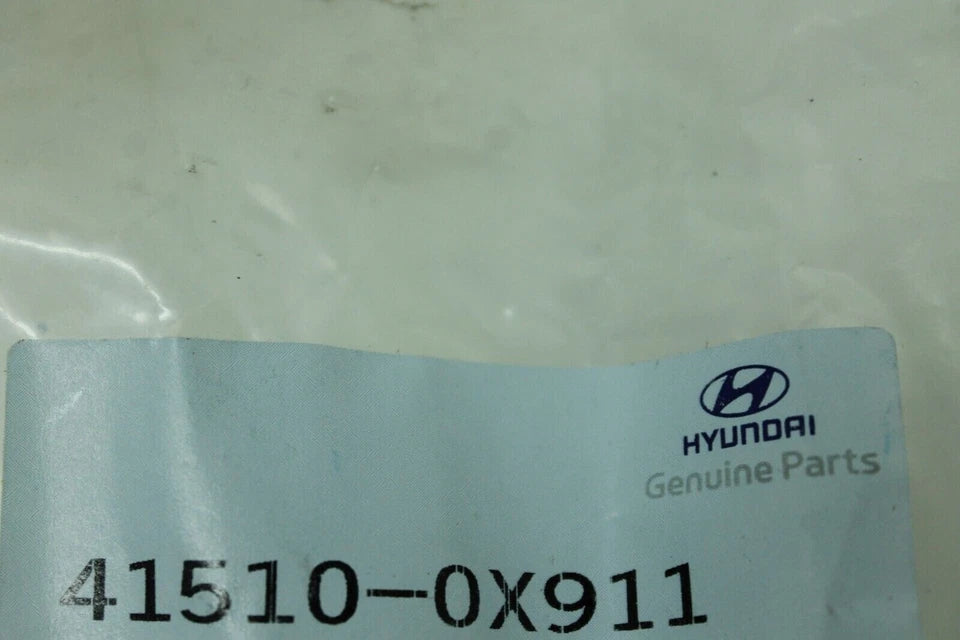 HYUNDAI
Genuine Parts
41510-0X911